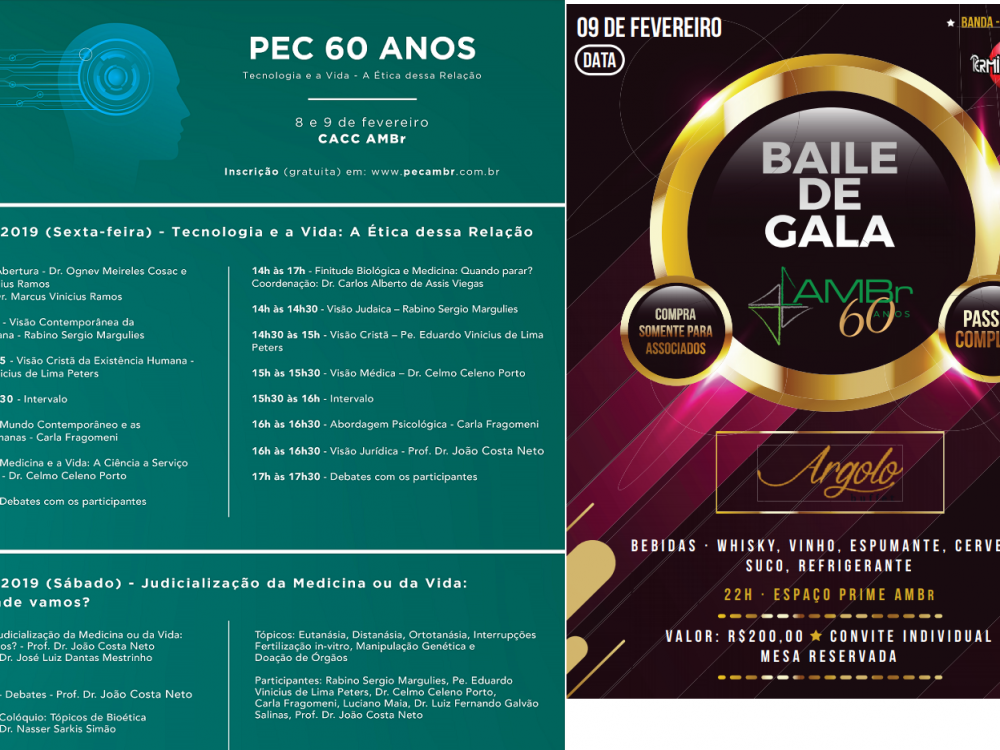 PEC 60 ANOS
Tecnologia e a Vida - A Ética dessa Relação
8 e 9 de fevereiro
CACC AMBr
Inscrição (gratuita) em: www.pecambr.com.br
2019 (Sexta-feira) - Tecnologia e a Vida: A Ética dessa Relação
Abertura - Dr. Ognev Meireles Cosac e
Ramos
Dr. Marcus Vinicius Ramos
- Visão Contemporânea da
- Rabino Sergio Margulies
5 - Visão Cristã da Existência Humana -
de Lima Peters
30 - Intervalo
Mundo Contemporâneo e as
- Carla Fragomeni
Medicina e a Vida: A Ciência a Serviço
- Dr. Celmo Celeno Porto
Debates com os participantes
14h às 17h - Finitude Biológica e Medicina: Quando parar?
Coordenação: Dr. Carlos Alberto de Assis Viegas
14h às 14h30 - Visão Judaica – Rabino Sergio Margulies
14h30 às 15h - Visão Cristã – Pe. Eduardo Vinicius de Lima
Peters
15h às 15h30 - Visão Médica – Dr. Celmo Celeno Porto
15h30 às 16h - Intervalo
16h às 16h30 - Abordagem Psicológica - Carla Fragomeni
16h às 16h30 - Visão Jurídica - Prof. Dr. João Costa Neto
17h às 17h30 - Debates com os participantes
2019 (Sábado) - Judicialização da Medicina ou da Vida:
vamos?
da Medicina ou da Vida:
- Prof. Dr. João Costa Neto
Dr. José Luiz Dantas Mestrinho
- Debates - Prof. Dr. João Costa Neto
Colóquio: Tópicos de Bioética
Dr. Nasser Sarkis Simão
Tópicos: Eutanásia, Distanásia, Ortotanásia, Interrupções
Fertilização in-vitro, Manipulação Genética e
Doação de Órgãos
Participantes: Rabino Sergio Margulies, Pe. Eduardo
Vinicius de Lima Peters, Dr. Celmo Celeno Porto,
Carla Fragomeni, Luciano Maia, Dr. Luiz Fernando Galvão
Salinas, Prof. Dr. João Costa Neto
09 DE FEVEREIRO
DATA
★ BANDA -
BAILE
DE
GALA
AMBr
60 ANOS
COMPRA
SOMENTE PARA
ASSOCIADOS
PASS
COMPL
Argolo
BEBIDAS · WHISKY, VINHO, ESPUMANTE, CERVE
SUCO, REFRIGERANTE
22H · ESPAÇO PRIME AMBr
VALOR: R$200,00 ★ CONVITE INDIVIDUAL
MESA RESERVADA